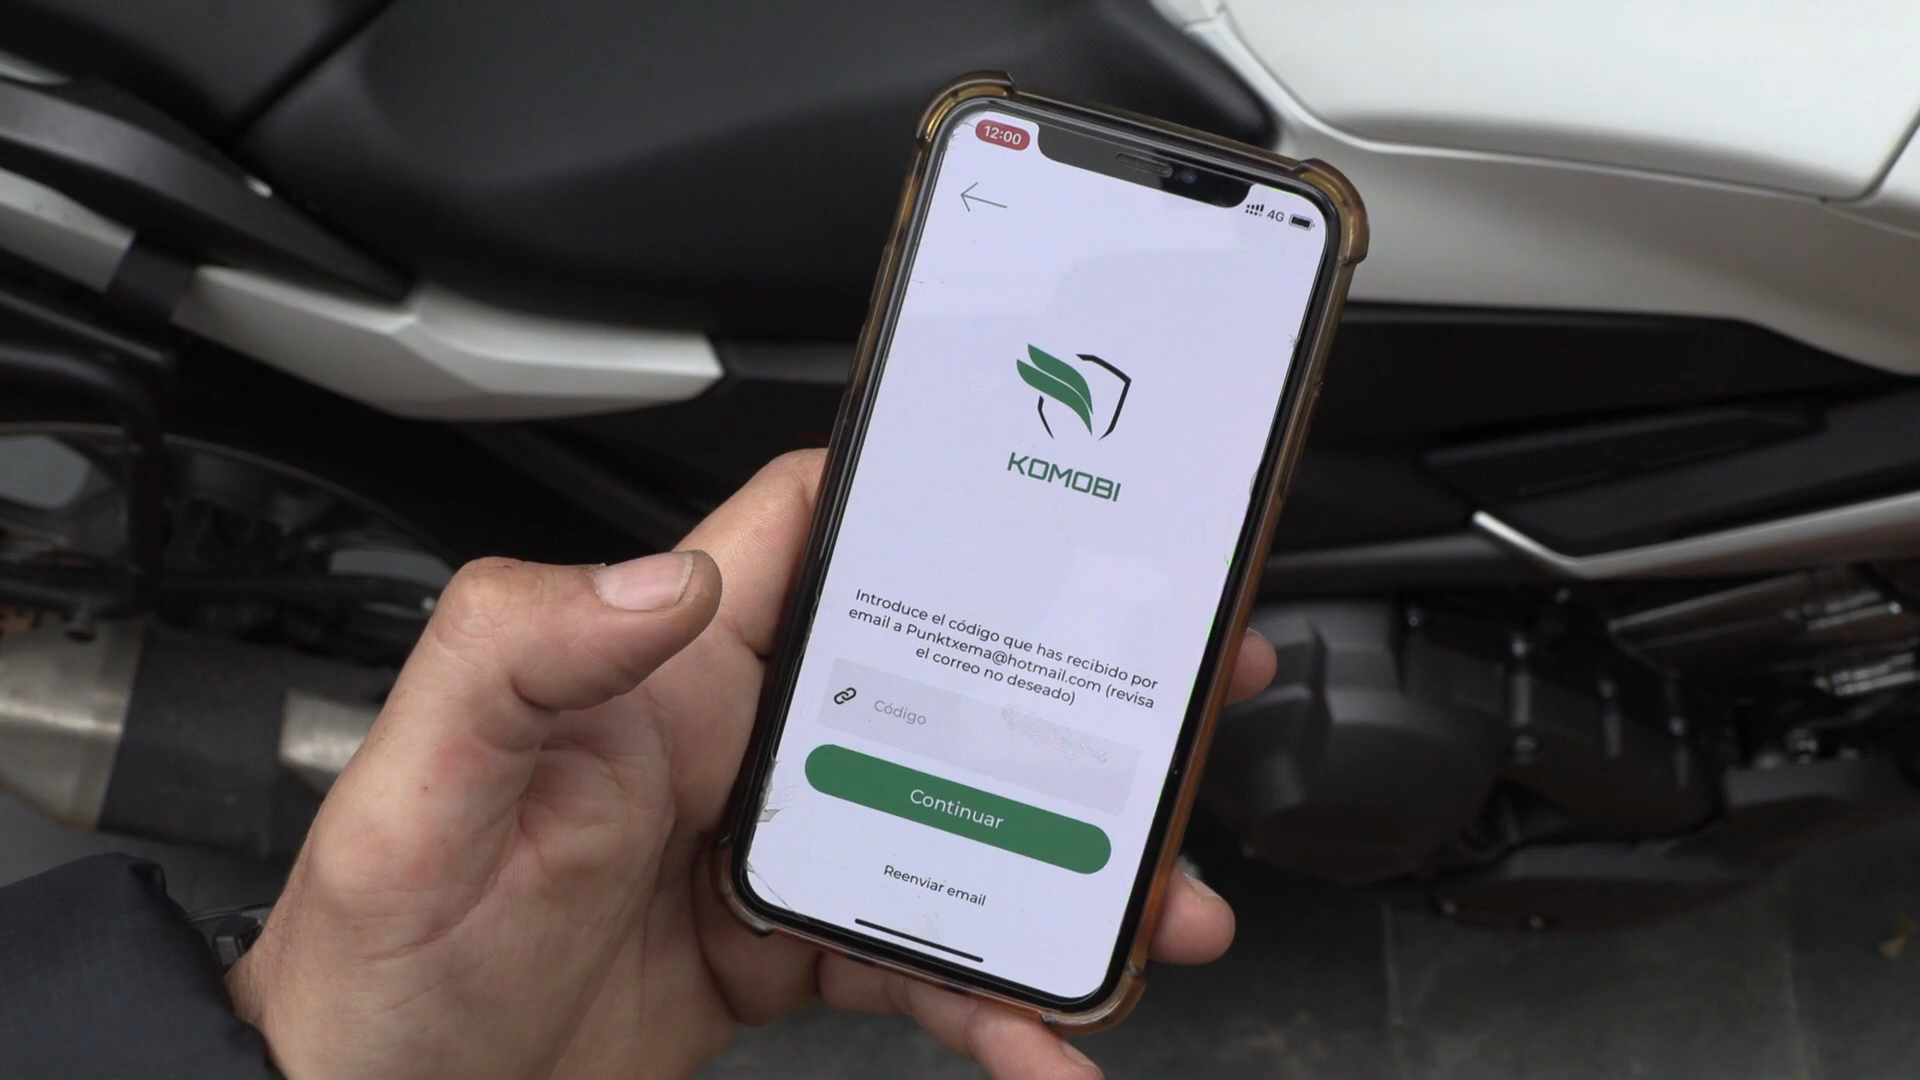 12:00
4G
KOMOBI
Introduce el código que has recibido por
email a Punktxema@hotmail.com (revisa
el correo no deseado)
Código
Continuar
Reenviar email